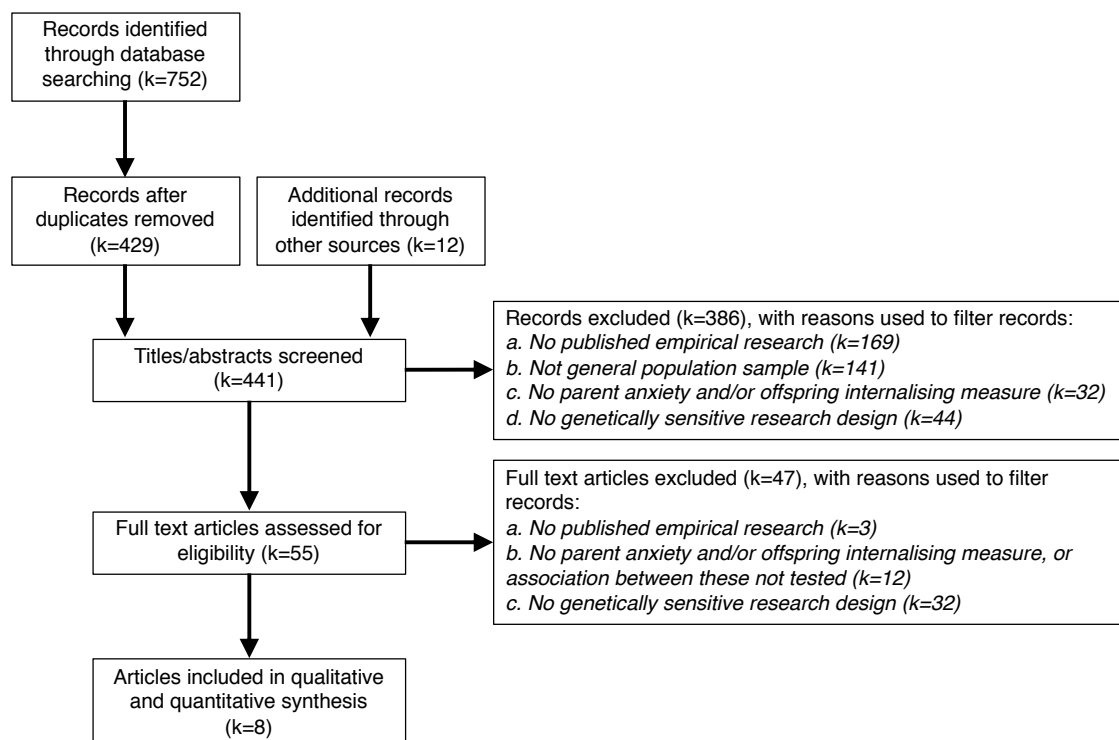 Records identified
through database
searching (k=752)
Records after
duplicates removed
(k=429)
Additional records
identified through
other sources (k=12)
Titles/abstracts screened
(k=441)
Records excluded (k=386), with reasons used to filter records:
a. No published empirical research (k=169)
b. Not general population sample (k=141)
c. No parent anxiety and/or offspring internalising measure (k=32)
d. No genetically sensitive research design (k=44)
Full text articles assessed for
eligibility (k=55)
Full text articles excluded (k=47), with reasons used to filter
records:
a. No published empirical research (k=3)
b. No parent anxiety and/or offspring internalising measure, or
association between these not tested (k=12)
c. No genetically sensitive research design (k=32)
Articles included in qualitative
and quantitative synthesis
(k=8)